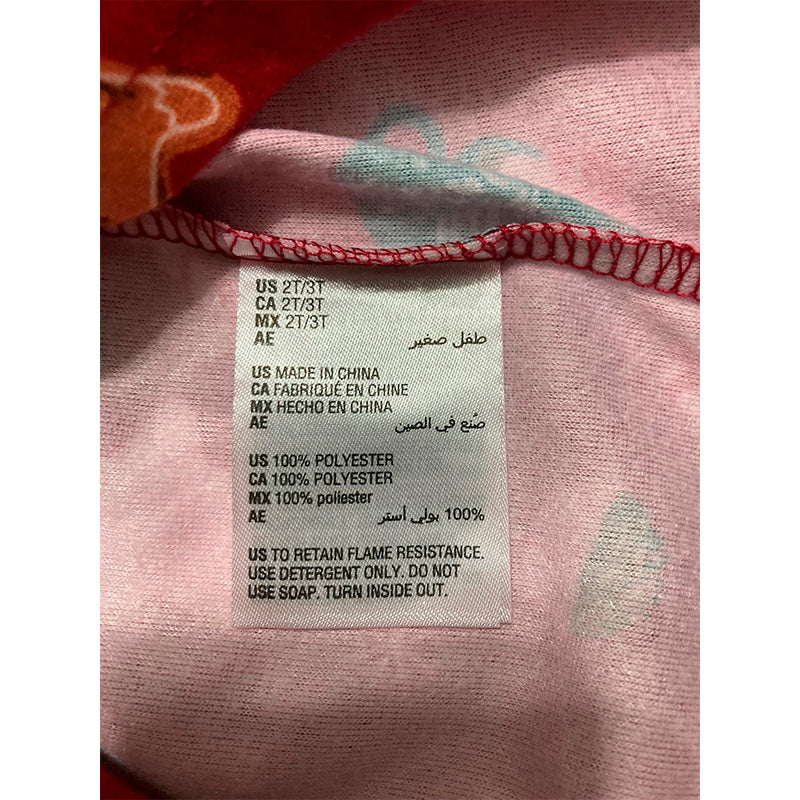 US 2T/3T
CA 2T/3T
MX 2T/3T
AE طفل صغير
US MADE IN CHINA
CA FABRIQUÉ EN CHINE
MX HECHO EN CHINA
AE صُنع في الصين
US 100% POLYESTER
CA 100% POLYESTER
MX 100% poliester
AE 100% بولي أستر
US TO RETAIN FLAME RESISTANCE.
USE DETERGENT ONLY. DO NOT
USE SOAP. TURN INSIDE OUT.